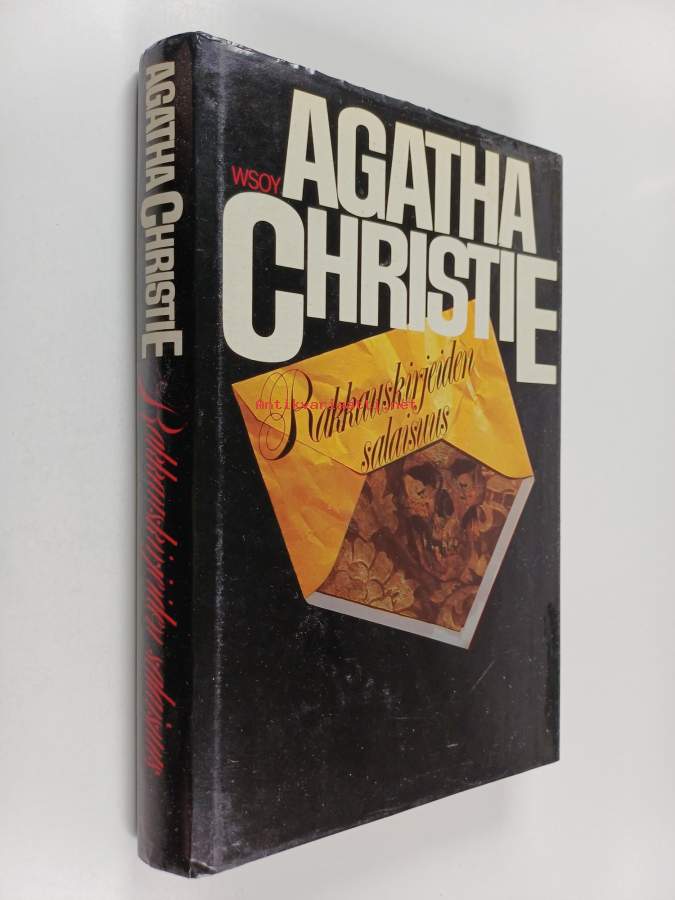 AGATHA CHRISTIE Rakkauskirjeiden salaisuus
WSOY
AGATHA
CHRISTIE
Rakkauskirjeiden
salaisuus
Antikvariaatti.net